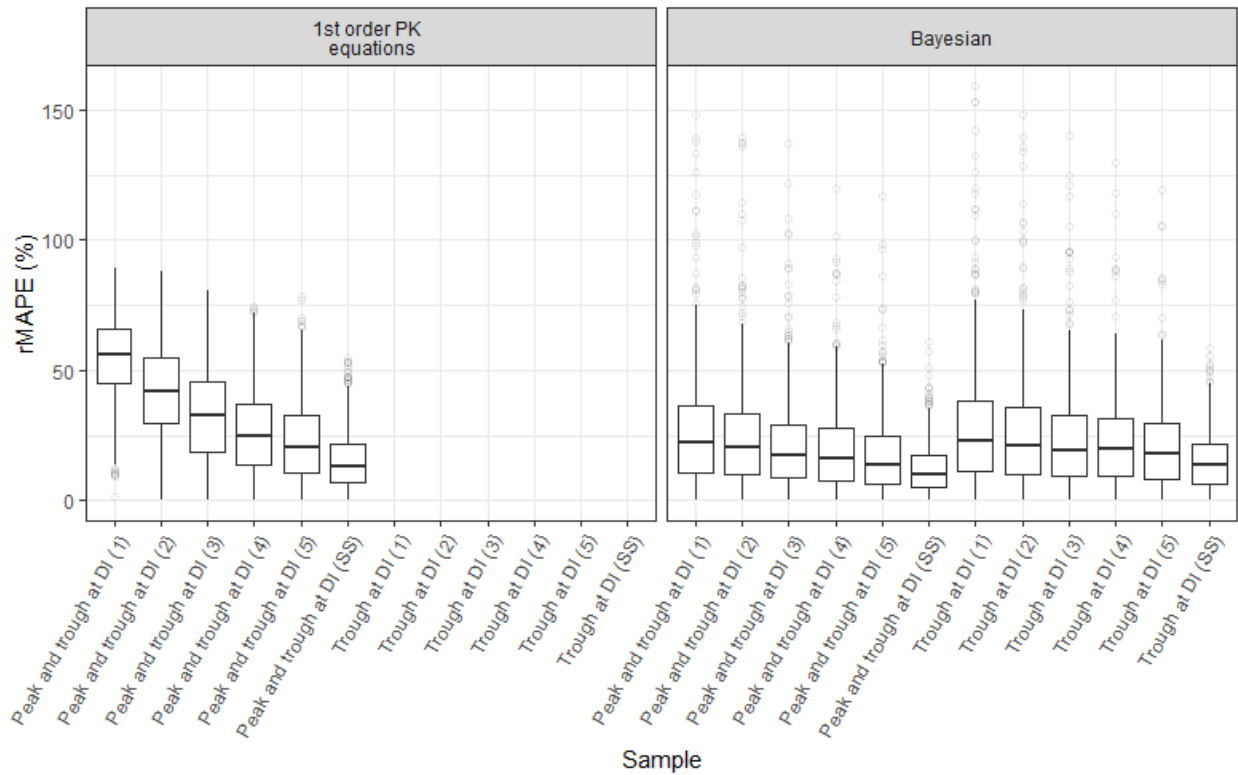 1st order PK
equations
Bayesian
rMAPE (%)
150
100
50
0
Peak and trough at DI (1)
Peak and trough at DI (2)
Peak and trough at DI (3)
Peak and trough at DI (4)
Peak and trough at DI (5)
Peak and trough at DI (SS)
Trough at DI (1)
Trough at DI (2)
Trough at DI (3)
Trough at DI (4)
Trough at DI (5)
Trough at DI (SS)
Peak and trough at DI (1)
Peak and trough at DI (2)
Peak and trough at DI (3)
Peak and trough at DI (4)
Peak and trough at DI (5)
Peak and trough at DI (SS)
Trough at DI (1)
Trough at DI (2)
Trough at DI (3)
Trough at DI (4)
Trough at DI (5)
Trough at DI (SS)
Sample